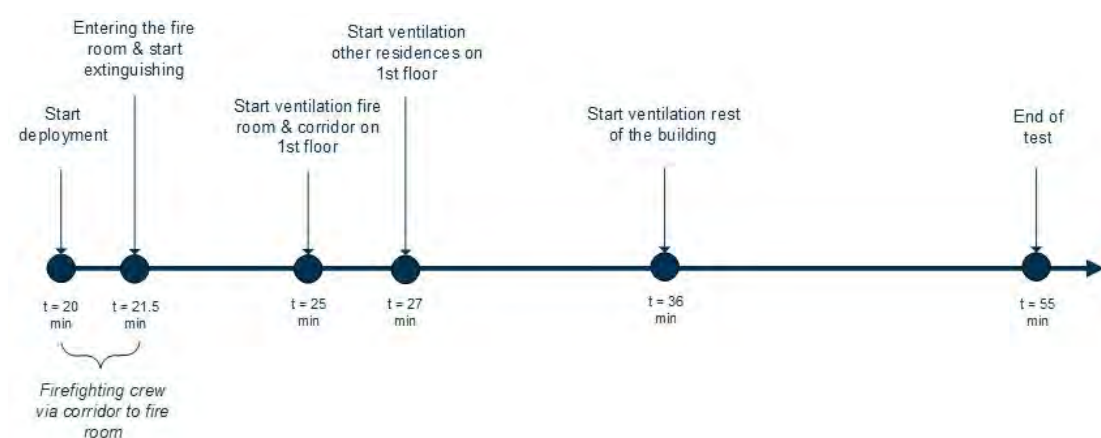 Entering the fire
room & start
extinguishing
Start
deployment
Start ventilation fire
room & corridor on
1st floor
Start ventilation
other residences on
1st floor
Start ventilation rest
of the building
End of
test
t = 20
min
t = 21.5
min
t = 25
min
t = 27
min
t = 36
min
t = 55
min
Firefighting crew
via corridor to fire
room